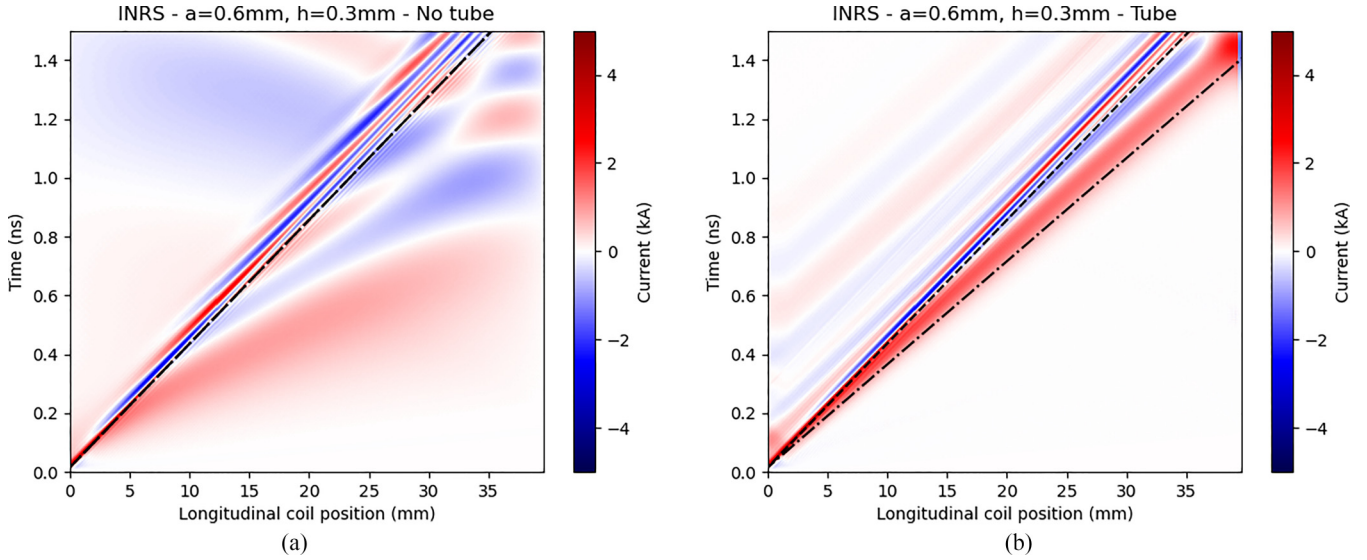 INRS - a=0.6mm, h=0.3mm - No tube
Time (ns)
1.4
1.2
1.0
0.8
0.6
0.4
0.2
0.0
0 5 10 15 20 25 30 35
Longitudinal coil position (mm)
4
2
0
−2
−4
Current (kA)
(a)
INRS - a=0.6mm, h=0.3mm - Tube
Time (ns)
1.4
1.2
1.0
0.8
0.6
0.4
0.2
0.0
0 5 10 15 20 25 30 35
Longitudinal coil position (mm)
4
2
0
−2
−4
Current (kA)
(b)